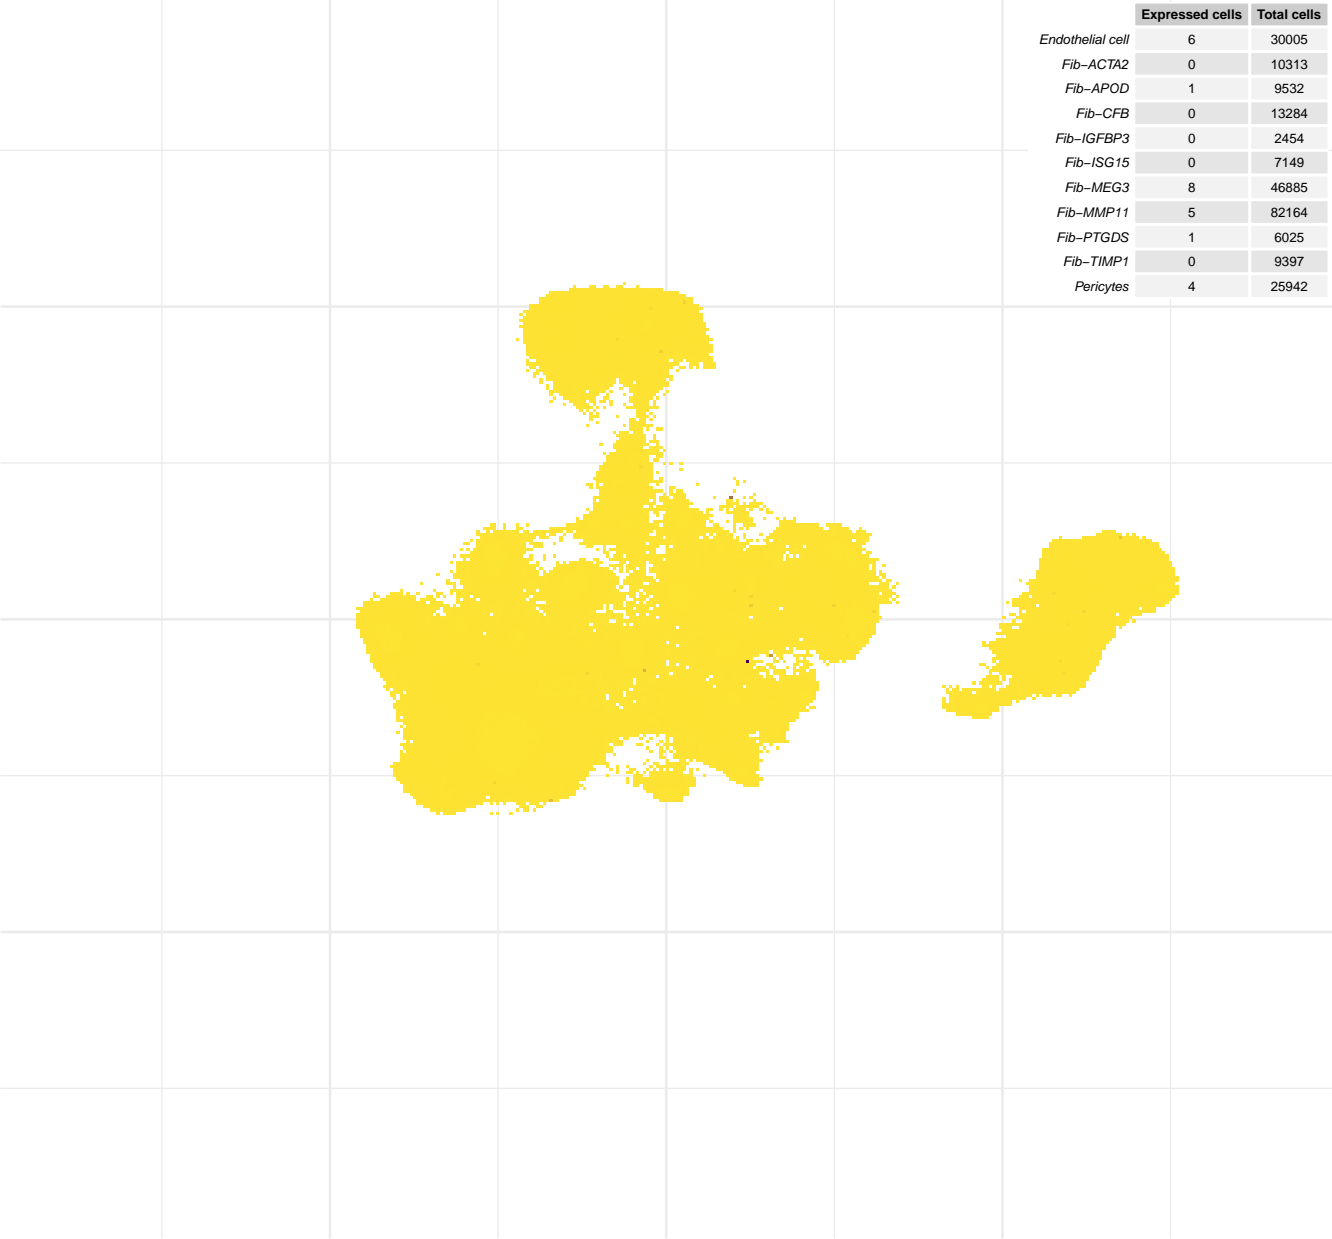 Expressed cells Total cells
Endothelial cell 6 30005
Fib−ACTA2 0 10313
Fib−APOD 1 9532
Fib−CFB 0 13284
Fib−IGFBP3 0 2454
Fib−ISG15 0 7149
Fib−MEG3 8 46885
Fib−MMP11 5 82164
Fib−PTGDS 1 6025
Fib−TIMP1 0 9397
Pericytes 4 25942